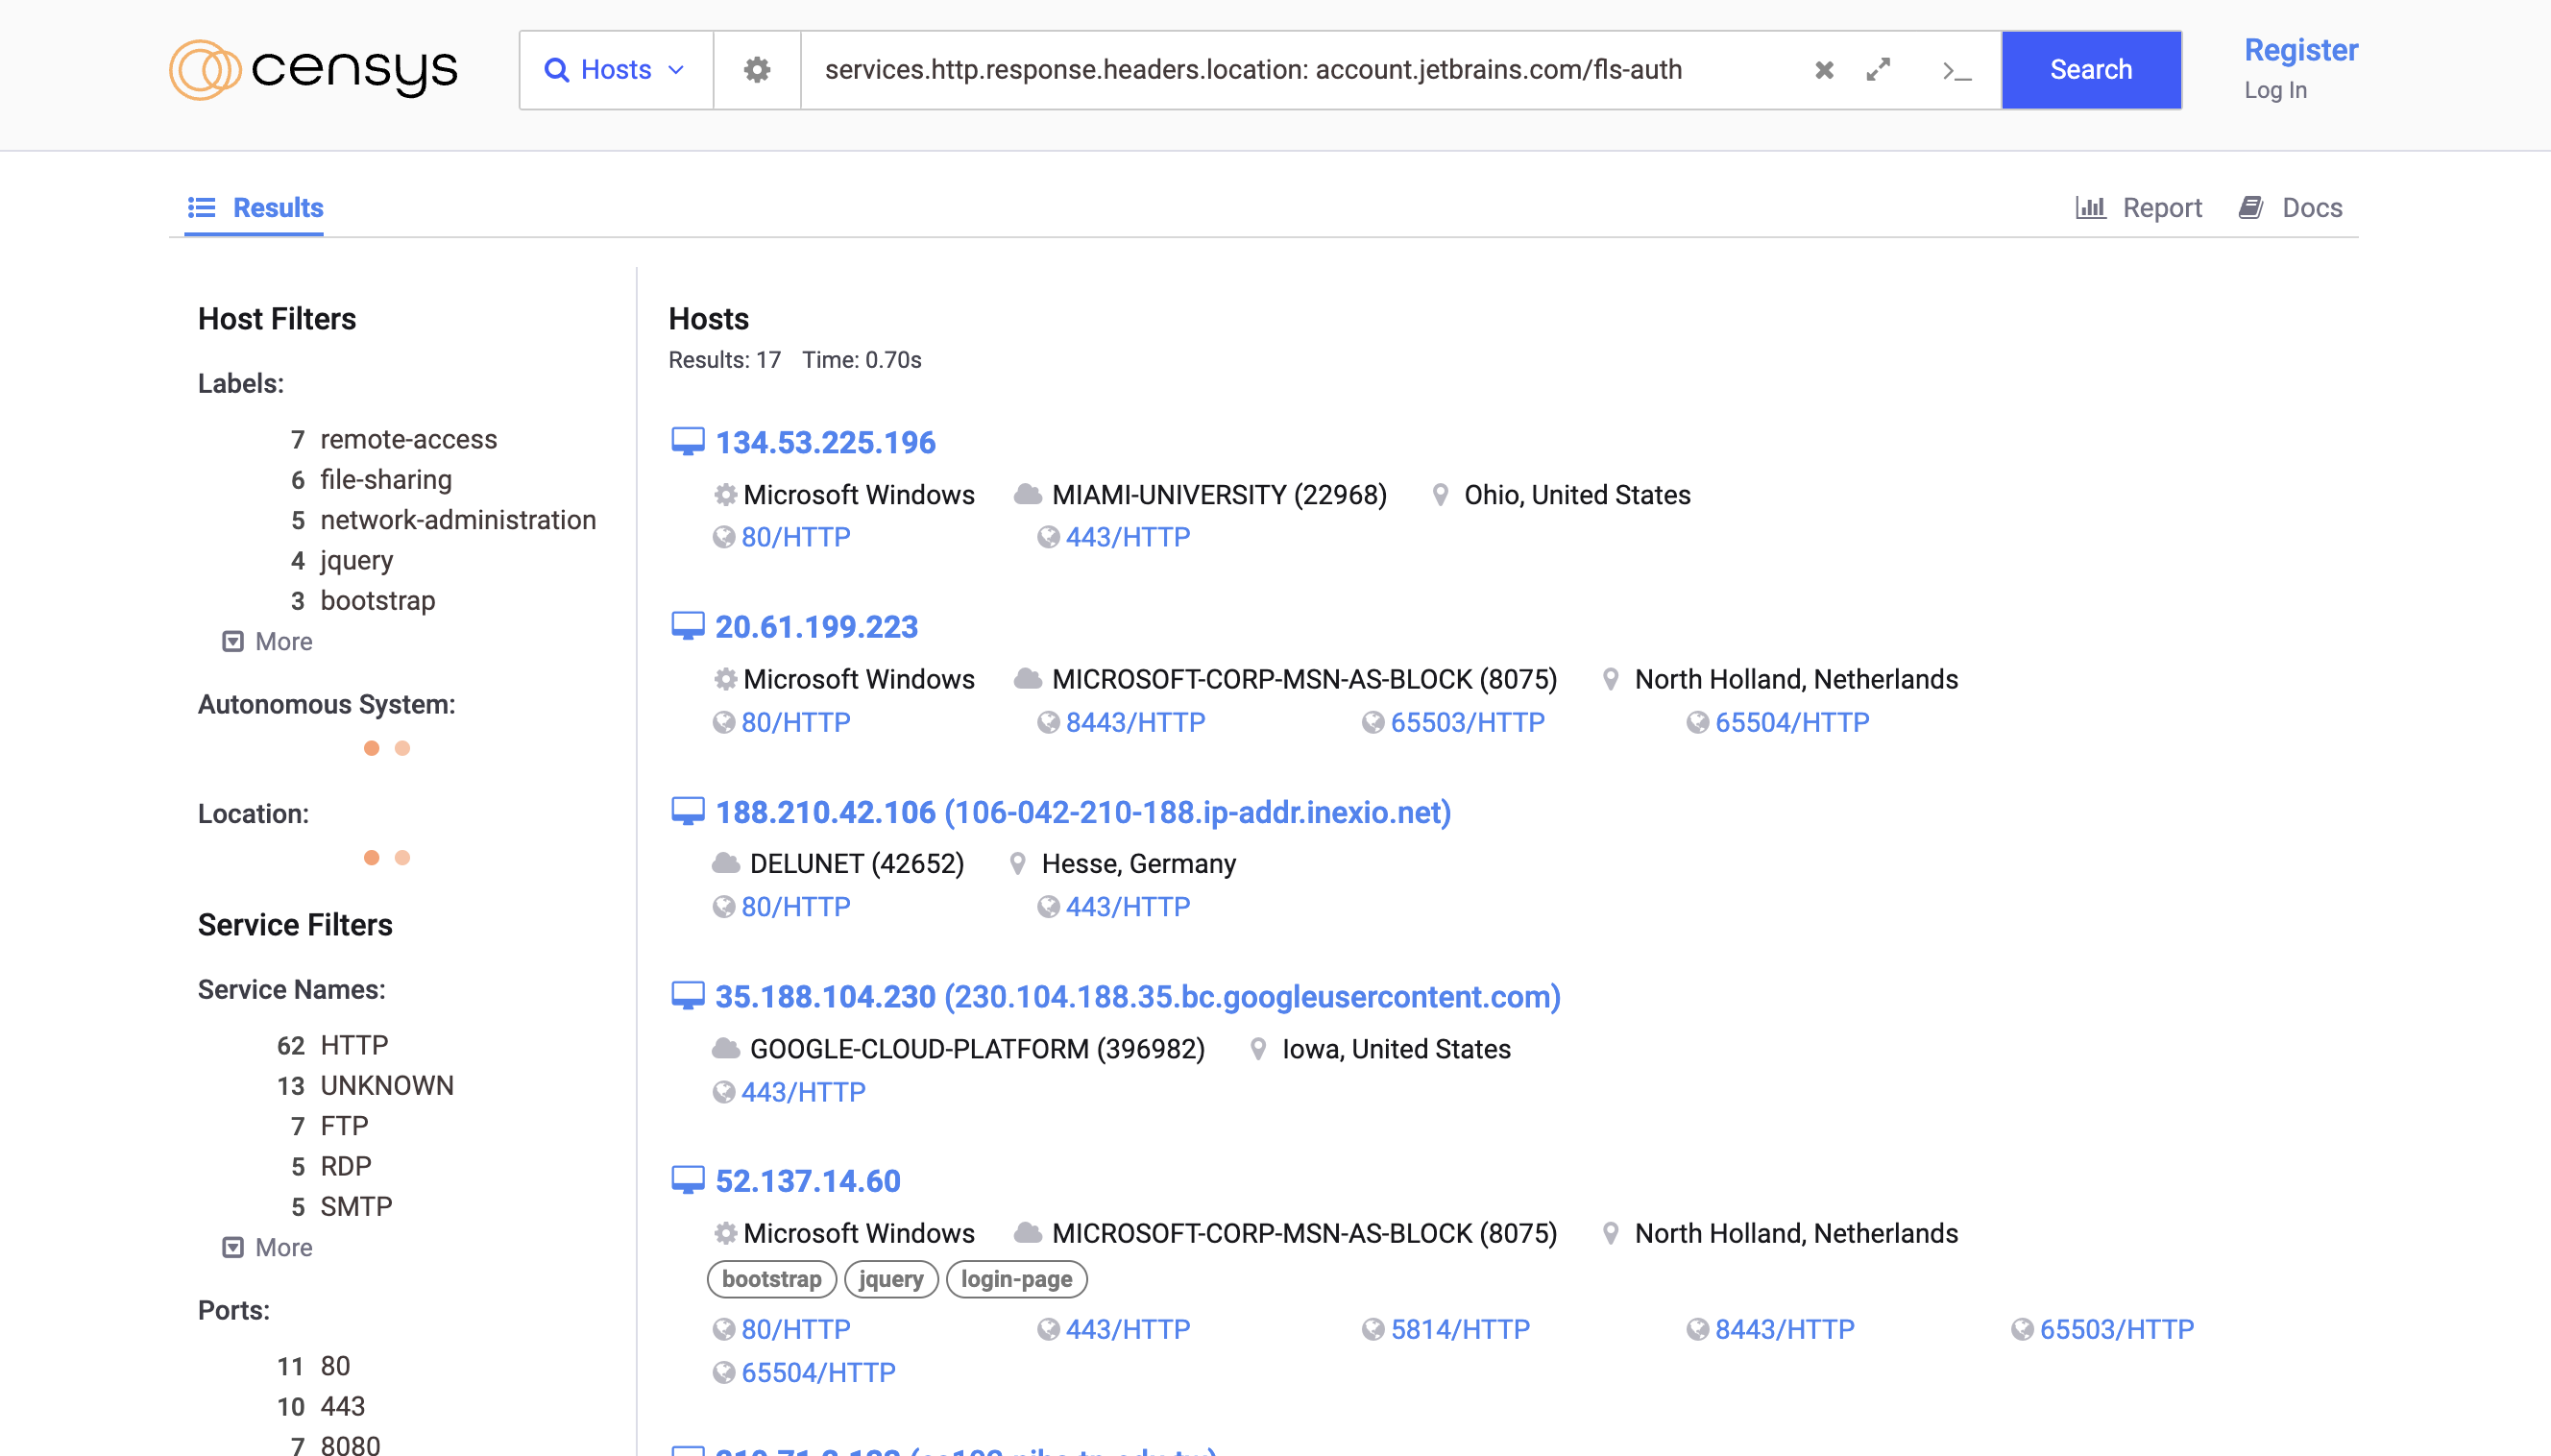 censys
Hosts
services.http.response.headers.location: account.jetbrains.com/fls-auth
Search
Register
Log In
Results
Report
Docs
Host Filters
Labels:
7 remote-access
6 file-sharing
5 network-administration
4 jquery
3 bootstrap
More
Autonomous System:
Location:
Service Filters
Service Names:
62 HTTP
13 UNKNOWN
7 FTP
5 RDP
5 SMTP
More
Ports:
11 80
10 443
7 8080
Hosts
Results: 17 Time: 0.70s
134.53.225.196
Microsoft Windows MIAMI-UNIVERSITY (22968) Ohio, United States
80/HTTP 443/HTTP
20.61.199.223
Microsoft Windows MICROSOFT-CORP-MSN-AS-BLOCK (8075) North Holland, Netherlands
80/HTTP 8443/HTTP 65503/HTTP 65504/HTTP
188.210.42.106 (106-042-210-188.ip-addr.inexio.net)
DELUNET (42652) Hesse, Germany
80/HTTP 443/HTTP
35.188.104.230 (230.104.188.35.bc.googleusercontent.com)
GOOGLE-CLOUD-PLATFORM (396982) Iowa, United States
443/HTTP
52.137.14.60
Microsoft Windows MICROSOFT-CORP-MSN-AS-BLOCK (8075) North Holland, Netherlands
bootstrap jquery login-page
80/HTTP 443/HTTP 5814/HTTP 8443/HTTP 65503/HTTP
65504/HTTP